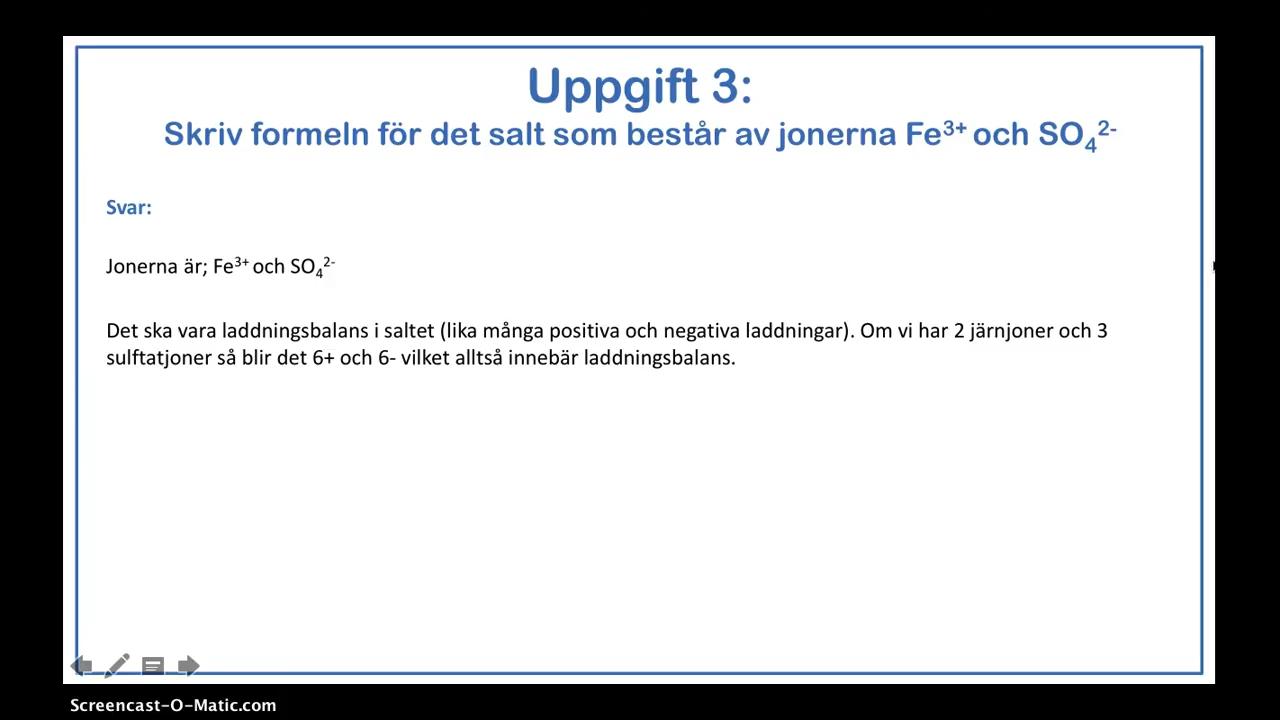 Uppgift 3:
Skriv formeln för det salt som består av jonerna Fe³⁺ och SO₄²⁻
Svar:
Jonerna är; Fe³⁺ och SO₄²⁻
Det ska vara laddningsbalans i saltet (lika många positiva och negativa laddningar). Om vi har 2 järnjoner och 3
sulftatjoner så blir det 6+ och 6- vilket alltså innebär laddningsbalans.
Screencast-O-Matic.com